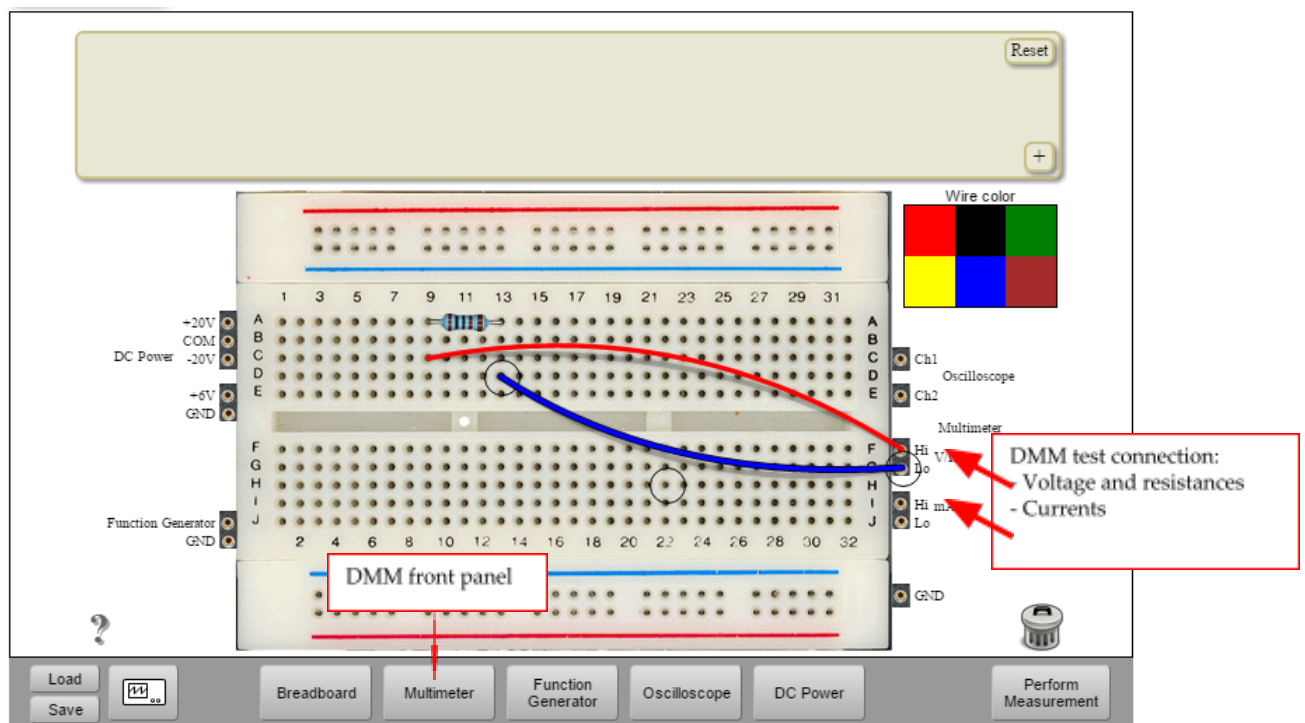 Reset
+
Wire color
1 3 5 7 9 11 13 15 17 19 21 23 25 27 29 31
A A
B B
C C
D D
E E
+20V
COM
DC Power -20V
+6V
GND
Ch1
Oscilloscope
Ch2
Multimeter
F F
G
H H
I I
J J
Hi
Lo
Hi
Lo
DMM test connection:
- Voltage and resistances
- Currents
Function Generator
GND
2 4 6 8 10 12 14 16 18 20 22 24 26 28 30 32
DMM front panel
GND
?
Load
Save
Breadboard
Multimeter
Function
Generator
Oscilloscope
DC Power
Perform
Measurement